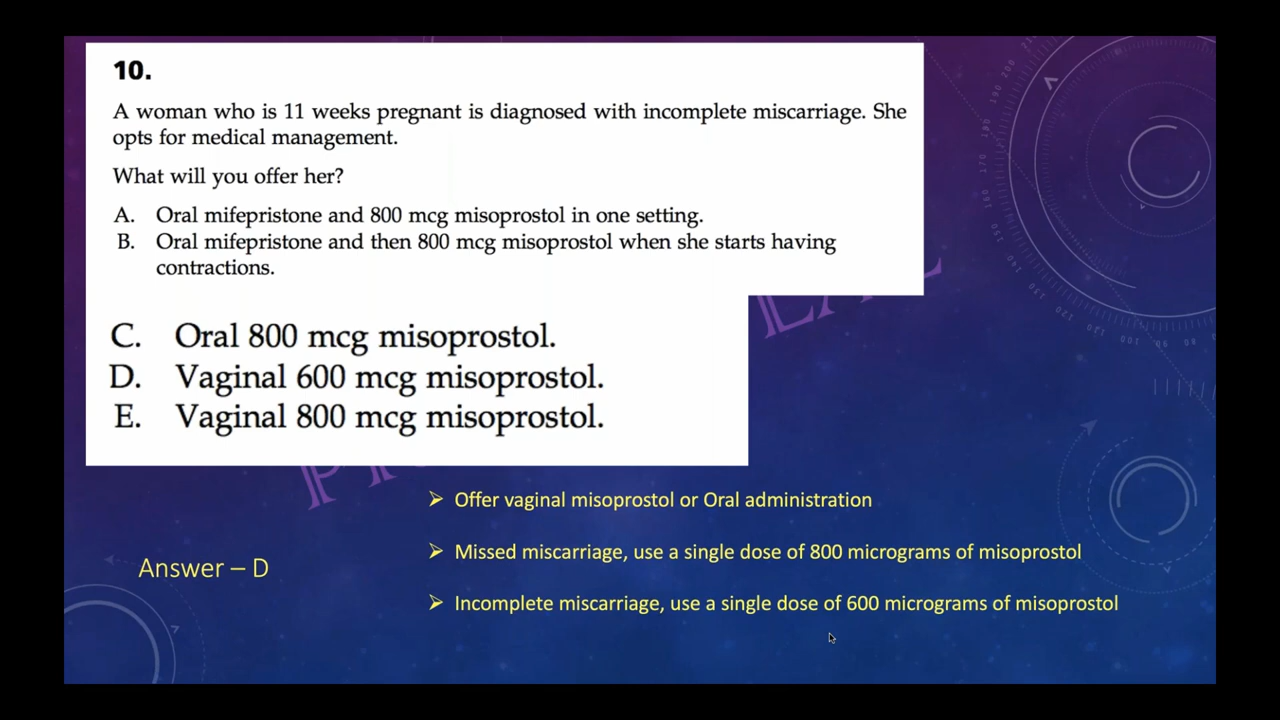 10.
A woman who is 11 weeks pregnant is diagnosed with incomplete miscarriage. She
opts for medical management.
What will you offer her?
A. Oral mifepristone and 800 mcg misoprostol in one setting.
B. Oral mifepristone and then 800 mcg misoprostol when she starts having
contractions.
C. Oral 800 mcg misoprostol.
D. Vaginal 600 mcg misoprostol.
E. Vaginal 800 mcg misoprostol.
➢ Offer vaginal misoprostol or Oral administration
➢ Missed miscarriage, use a single dose of 800 micrograms of misoprostol
Answer – D
➢ Incomplete miscarriage, use a single dose of 600 micrograms of misoprostol